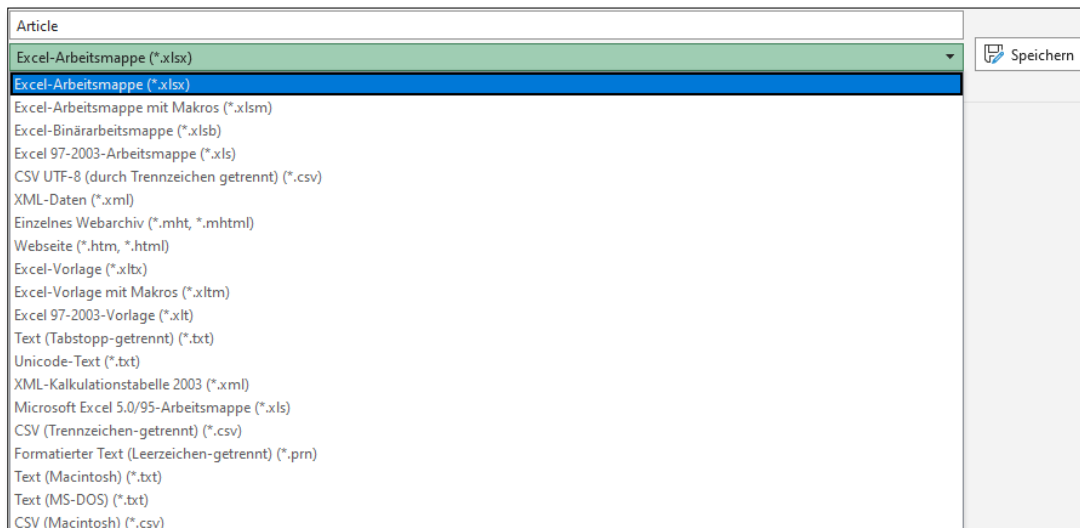 Article
Excel-Arbeitsmappe (*.xlsx)
Speichern
Excel-Arbeitsmappe (*.xlsx)
Excel-Arbeitsmappe mit Makros (*.xlsm)
Excel-Binärarbeitsmappe (*.xlsb)
Excel 97-2003-Arbeitsmappe (*.xls)
CSV UTF-8 (durch Trennzeichen getrennt) (*.csv)
XML-Daten (*.xml)
Einzelnes Webarchiv (*.mht, *.mhtml)
Webseite (*.htm, *.html)
Excel-Vorlage (*.xltx)
Excel-Vorlage mit Makros (*.xltm)
Excel 97-2003-Vorlage (*.xlt)
Text (Tabstopp-getrennt) (*.txt)
Unicode-Text (*.txt)
XML-Kalkulationstabelle 2003 (*.xml)
Microsoft Excel 5.0/95-Arbeitsmappe (*.xls)
CSV (Trennzeichen-getrennt) (*.csv)
Formatierter Text (Leerzeichen-getrennt) (*.prn)
Text (Macintosh) (*.txt)
Text (MS-DOS) (*.txt)
CSV (Macintosh) (*.csv)